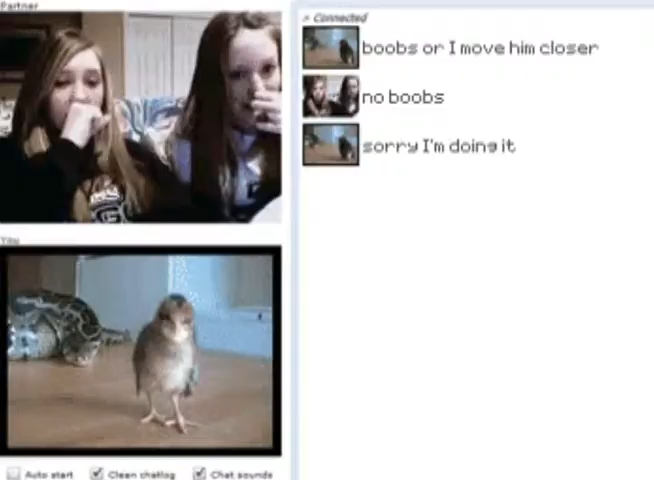 Partner
> Connected
boobs or I move him closer
no boobs
sorry I'm doing it
You
Auto start
Clean chatlog
Chat sounds